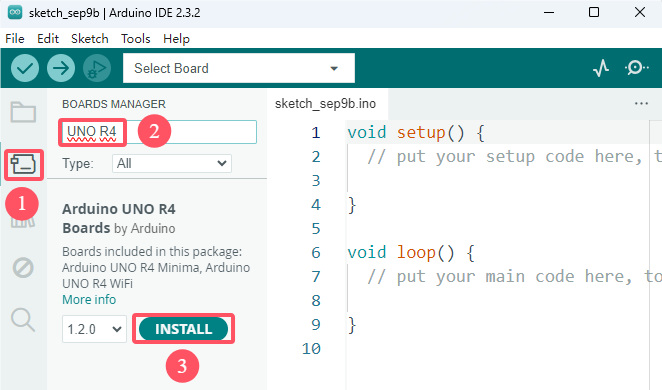 sketch_sep9b | Arduino IDE 2.3.2
File Edit Sketch Tools Help
Select Board
BOARDS MANAGER
UNO R4
2
Type: All
1
Arduino UNO R4
Boards by Arduino
Boards included in this package:
Arduino UNO R4 Minima, Arduino
UNO R4 WiFi
More info
1.2.0 INSTALL
3
sketch_sep9b.ino
1 void setup() {
2 // put your setup code here, t
3
4 }
5
6 void loop() {
7 // put your main code here, to
8
9 }
10